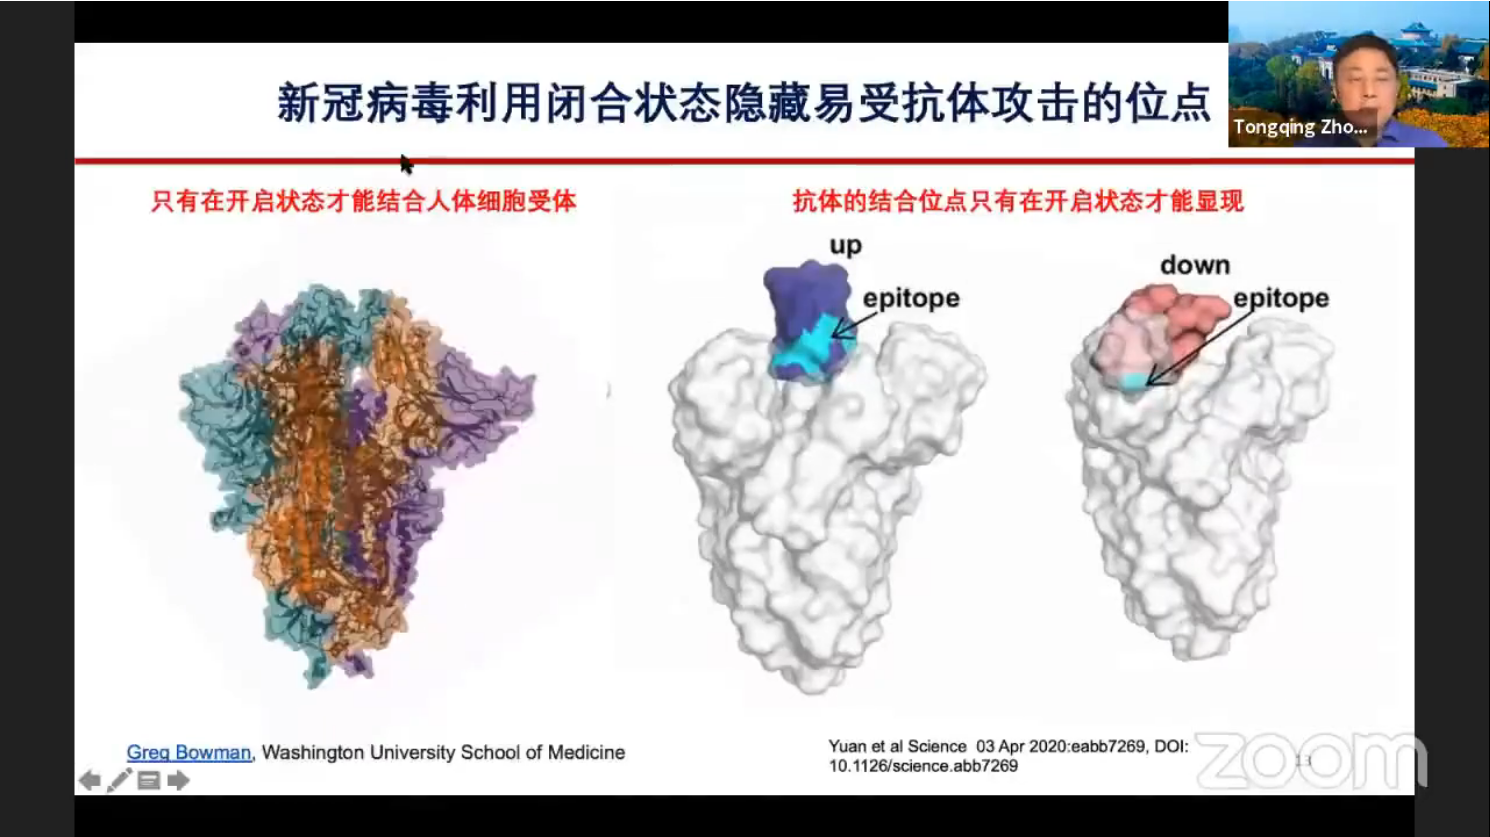 新冠病毒利用闭合状态隐藏易受抗体攻击的位点
Tongqing Zho...
只有在开启状态才能结合人体细胞受体
抗体的结合位点只有在开启状态才能显现
up
epitope
down
epitope
Greg Bowman, Washington University School of Medicine
Yuan et al Science 03 Apr 2020:eabb7269, DOI:
10.1126/science.abb7269
13
zoom